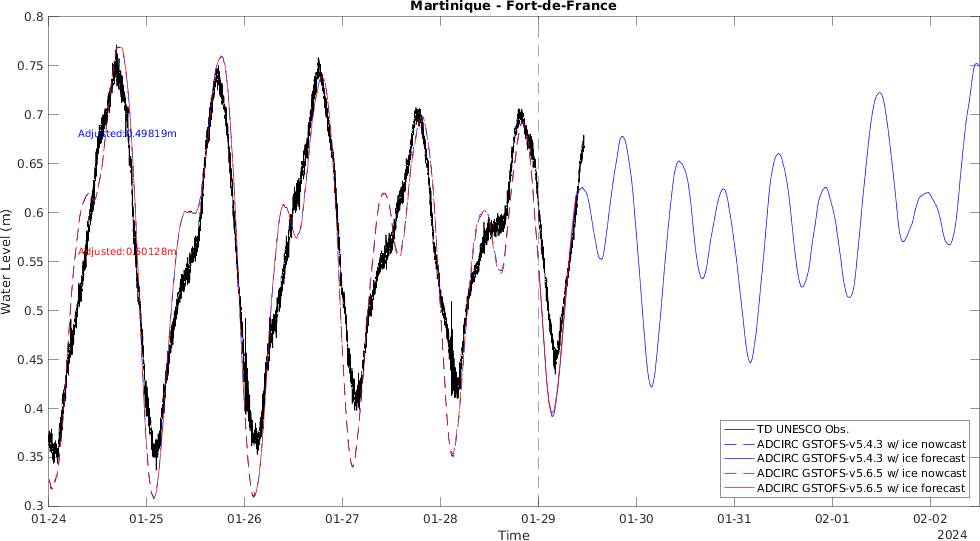 Martinique - Fort-de-France
0.8
0.75
0.7
Adjusted:0.49819m
0.65
0.6
Adjusted:0.60128m
0.55
Water Level (m)
0.5
0.45
0.4
0.35
0.3
TD UNESCO Obs.
ADCIRC GSTOFS-v5.4.3 w/ ice nowcast
ADCIRC GSTOFS-v5.4.3 w/ ice forecast
ADCIRC GSTOFS-v5.6.5 w/ ice nowcast
ADCIRC GSTOFS-v5.6.5 w/ ice forecast
01-24 01-25 01-26 01-27 01-28 01-29 01-30 01-31 02-01 02-02
Time
2024